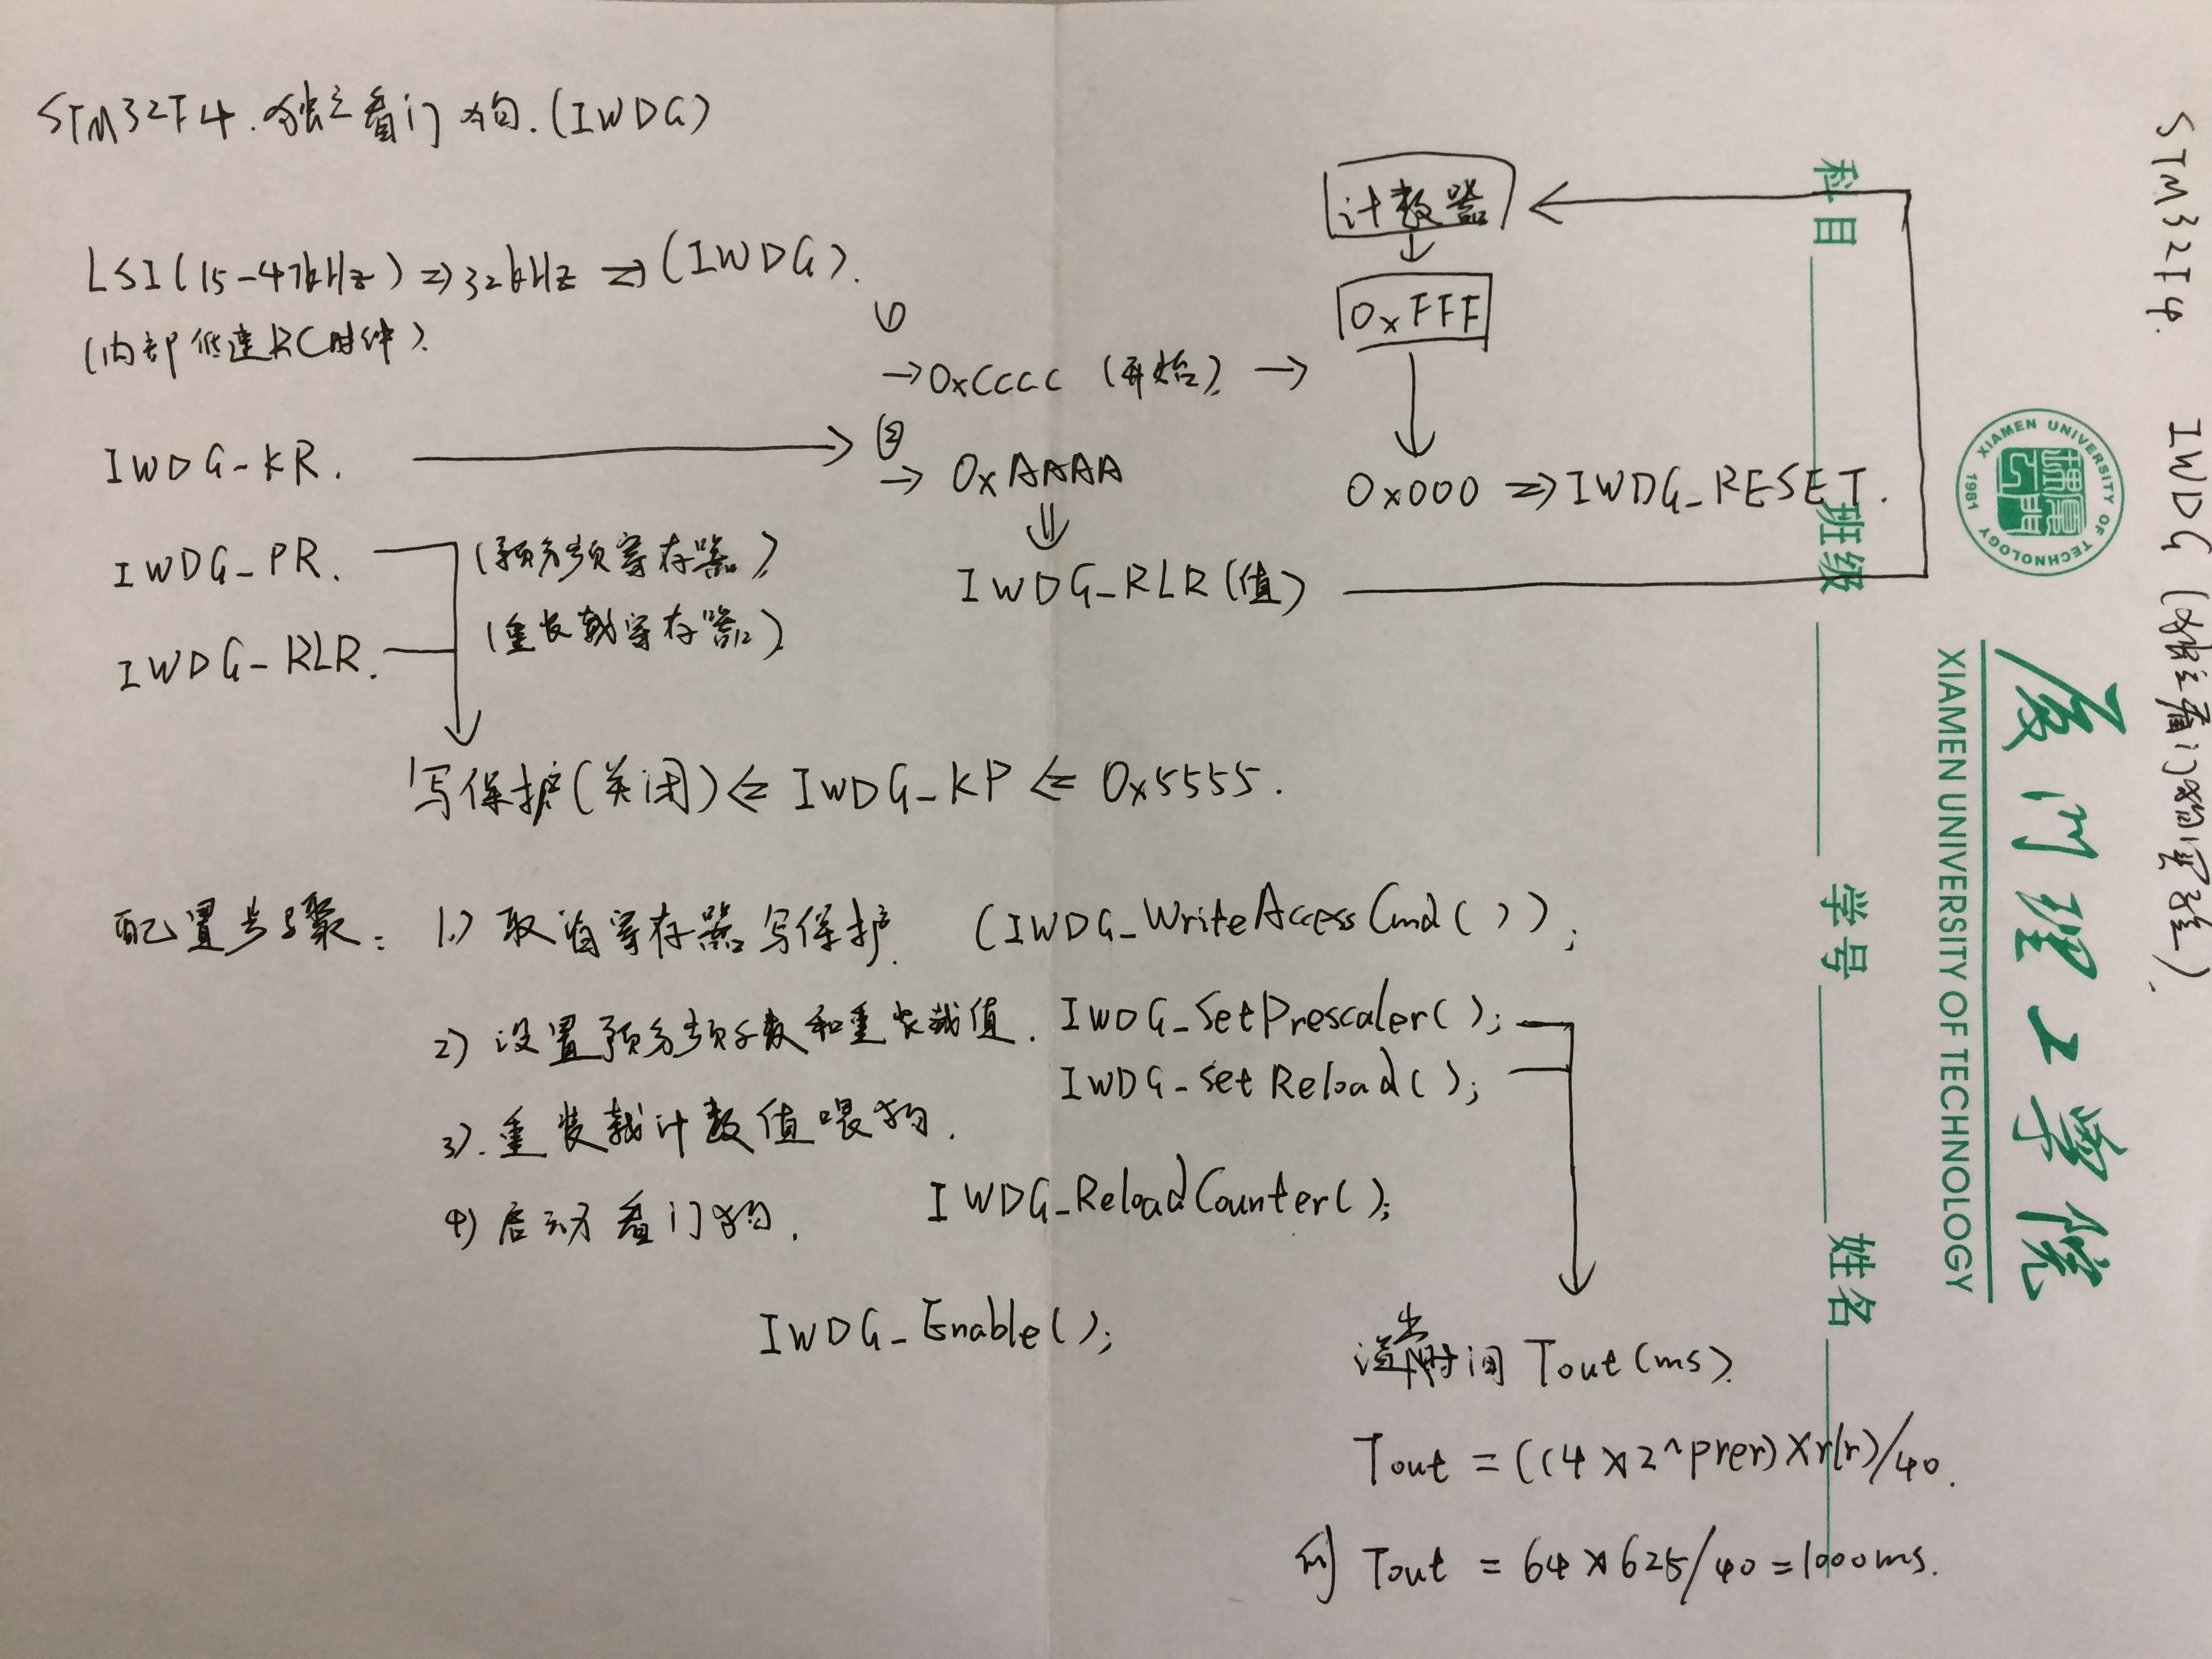 STM32F4.独立看门狗.(IWDG)
LSI(15-47kHz)⇒32kHz⇒(IWDG).
(内部低速RC时钟).
计数器
↓
0xFFF
①
→0xCCCC (开始). →
IWDG-KR. → ②
→ 0xAAAA
0x000 ⇒IWDG_RESET.
⇓
IWDG_PR. (预分频寄存器).
IWDG_RLR(值)
IWDG-RLR. (重装载寄存器).
写保护(关闭)⇐ IWDG_KP ⇐ 0x5555.
配置步骤: 1.) 取消寄存器写保护. (IWDG_WriteAccessCmd());
2) 设置预分频系数和重装载值. IWDG_SetPrescaler();
IWDG-SetReload();
3).重装载计数值喂狗.
IWDG_ReloadCounter();
4) 启动看门狗.
IWDG_Enable();
溢出时间 Tout(ms).
Tout = ((4×2^prer)×rlr)/40.
例 Tout = 64×625/40=1000ms.
科目
班级
学号
姓名
XIAMEN UNIVERSITY OF TECHNOLOGY
1981
厦门理工学院
XIAMEN UNIVERSITY OF TECHNOLOGY
STM32F4. IWDG (独立看门狗实验).